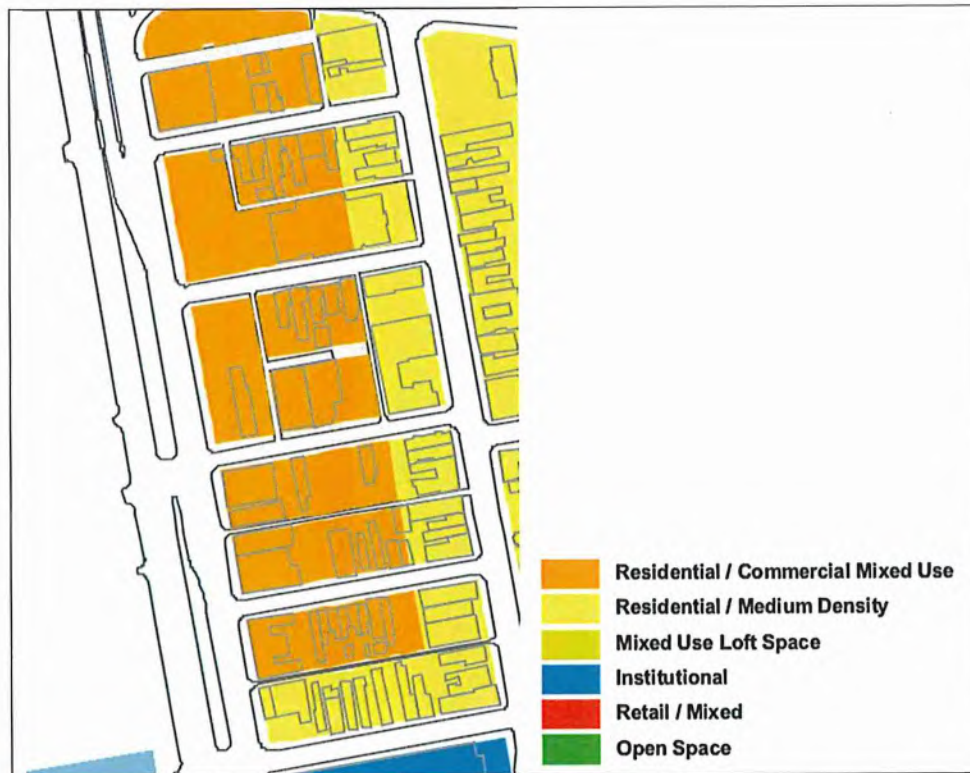 Residential / Commercial Mixed Use
Residential / Medium Density
Mixed Use Loft Space
Institutional
Retail / Mixed
Open Space